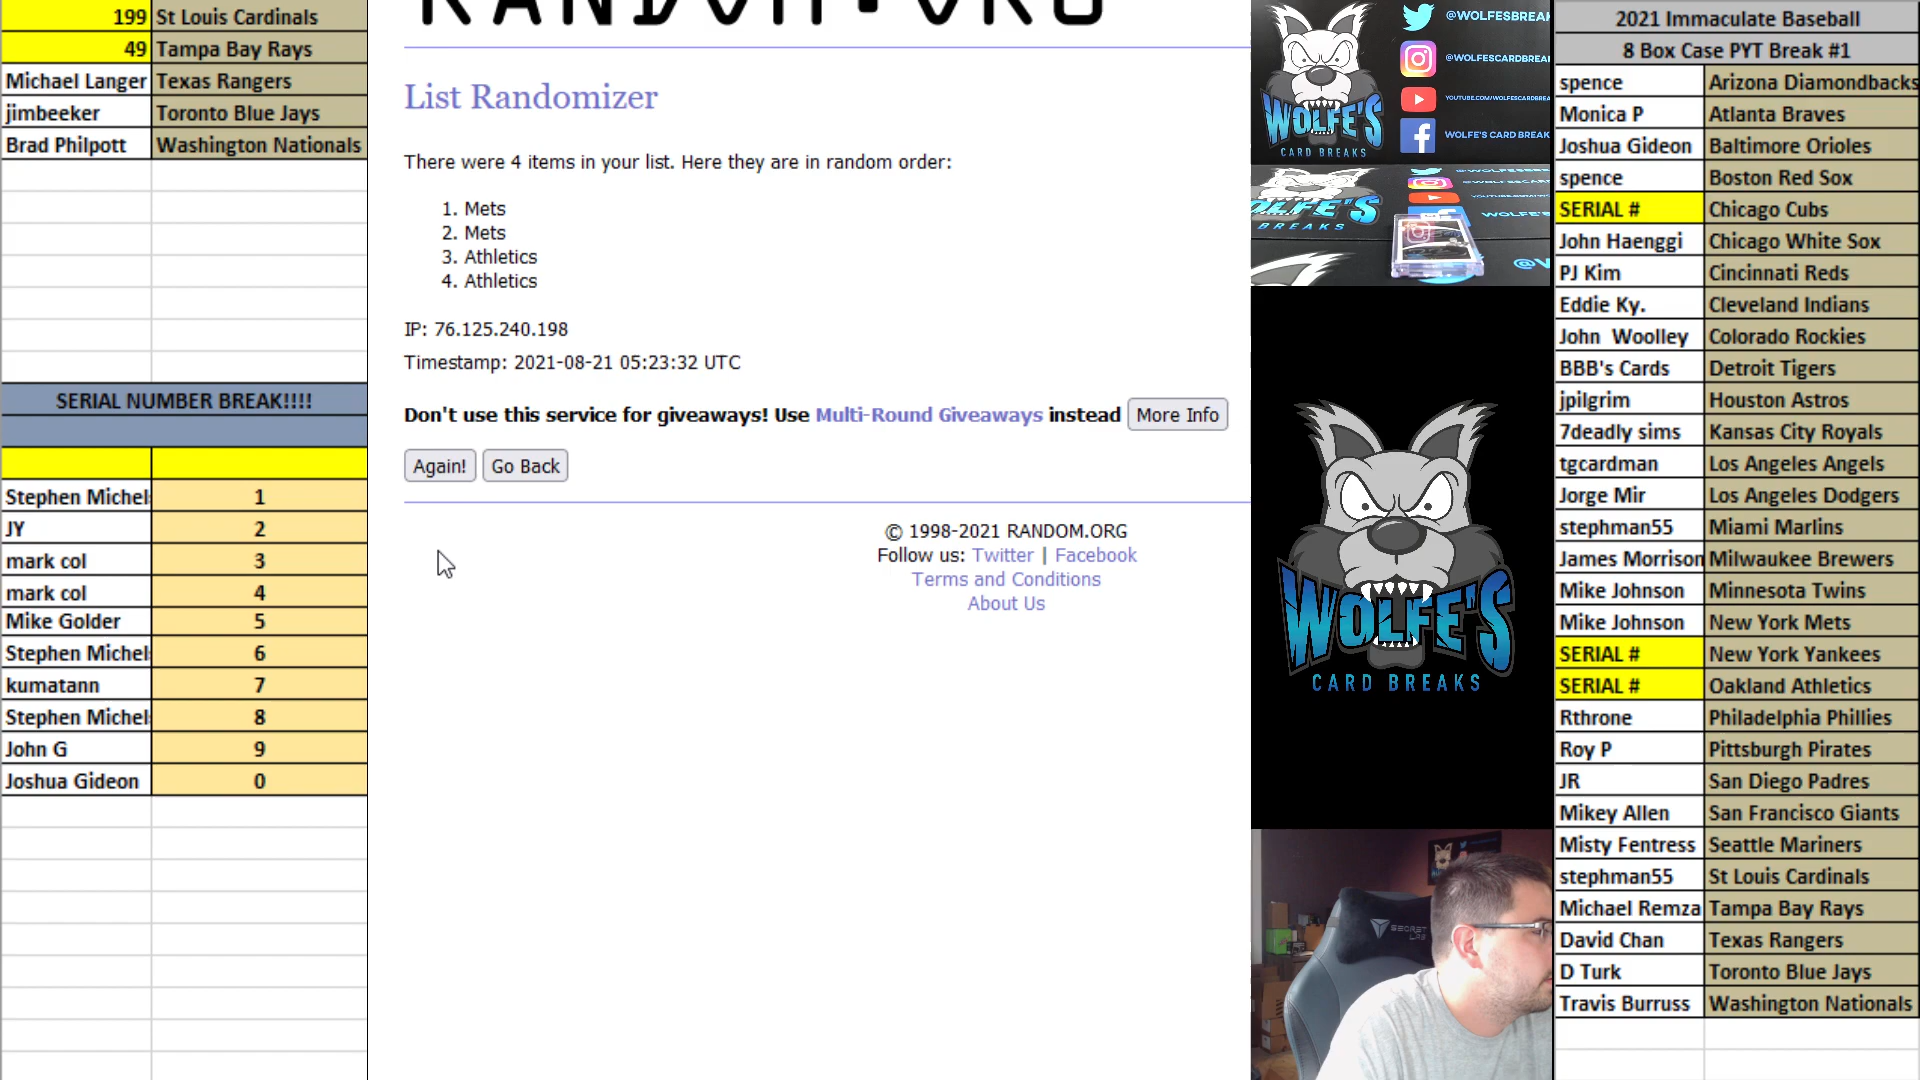 199 St Louis Cardinals
49 Tampa Bay Rays
Michael Langer Texas Rangers
jimbeeker Toronto Blue Jays
Brad Philpott Washington Nationals
SERIAL NUMBER BREAK!!!!
Stephen Michel 1
JY 2
mark col 3
mark col 4
Mike Golder 5
Stephen Michel 6
kumatann 7
Stephen Michel 8
John G 9
Joshua Gideon 0
RANDOM.ORG
List Randomizer
There were 4 items in your list. Here they are in random order:
1. Mets
2. Mets
3. Athletics
4. Athletics
IP: 76.125.240.198
Timestamp: 2021-08-21 05:23:32 UTC
Don't use this service for giveaways! Use Multi-Round Giveaways instead More Info
Again! Go Back
© 1998-2021 RANDOM.ORG
Follow us: Twitter | Facebook
Terms and Conditions
About Us
@WOLFESBREAK
@WOLFESCARDBREA
YOUTUBE.COM/WOLFESCARDBREA
WOLFE'S CARD BREAK
WOLFE'S
CARD BREAKS
WOLFE'S
BREAKS
WOLFE'S
@W
WOLFE'S
CARD BREAKS
SECRET
LAB
2021 Immaculate Baseball
8 Box Case PYT Break #1
spence Arizona Diamondbacks
Monica P Atlanta Braves
Joshua Gideon Baltimore Orioles
spence Boston Red Sox
SERIAL # Chicago Cubs
John Haenggi Chicago White Sox
PJ Kim Cincinnati Reds
Eddie Ky. Cleveland Indians
John Woolley Colorado Rockies
BBB's Cards Detroit Tigers
jpilgrim Houston Astros
7deadly sims Kansas City Royals
tgcardman Los Angeles Angels
Jorge Mir Los Angeles Dodgers
stephman55 Miami Marlins
James Morrison Milwaukee Brewers
Mike Johnson Minnesota Twins
Mike Johnson New York Mets
SERIAL # New York Yankees
SERIAL # Oakland Athletics
Rthrone Philadelphia Phillies
Roy P Pittsburgh Pirates
JR San Diego Padres
Mikey Allen San Francisco Giants
Misty Fentress Seattle Mariners
stephman55 St Louis Cardinals
Michael Remza Tampa Bay Rays
David Chan Texas Rangers
D Turk Toronto Blue Jays
Travis Burruss Washington Nationals